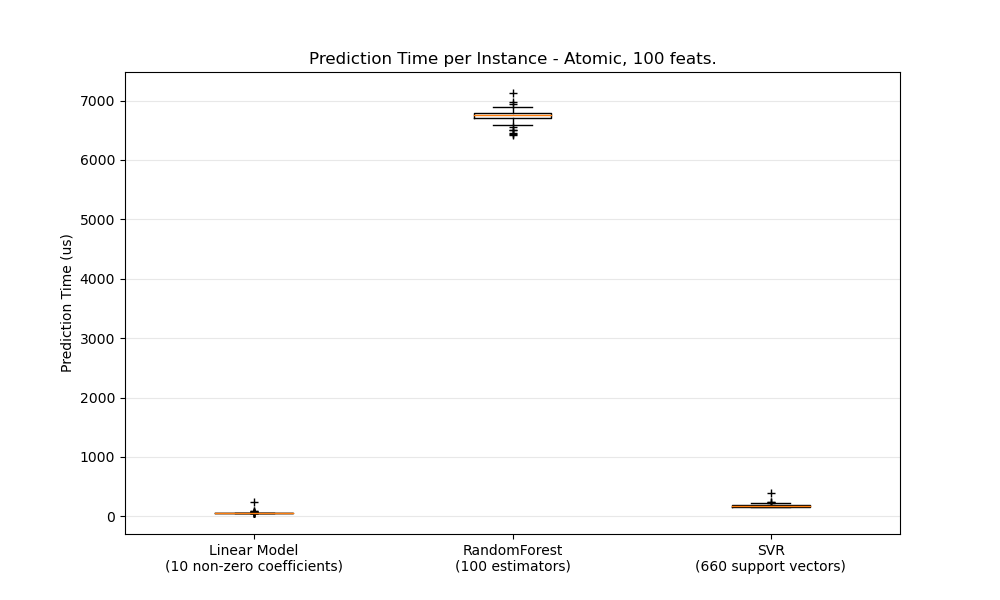 Prediction Time per Instance - Atomic, 100 feats.
Prediction Time (us)
7000
6000
5000
4000
3000
2000
1000
0
Linear Model
(10 non-zero coefficients)
RandomForest
(100 estimators)
SVR
(660 support vectors)